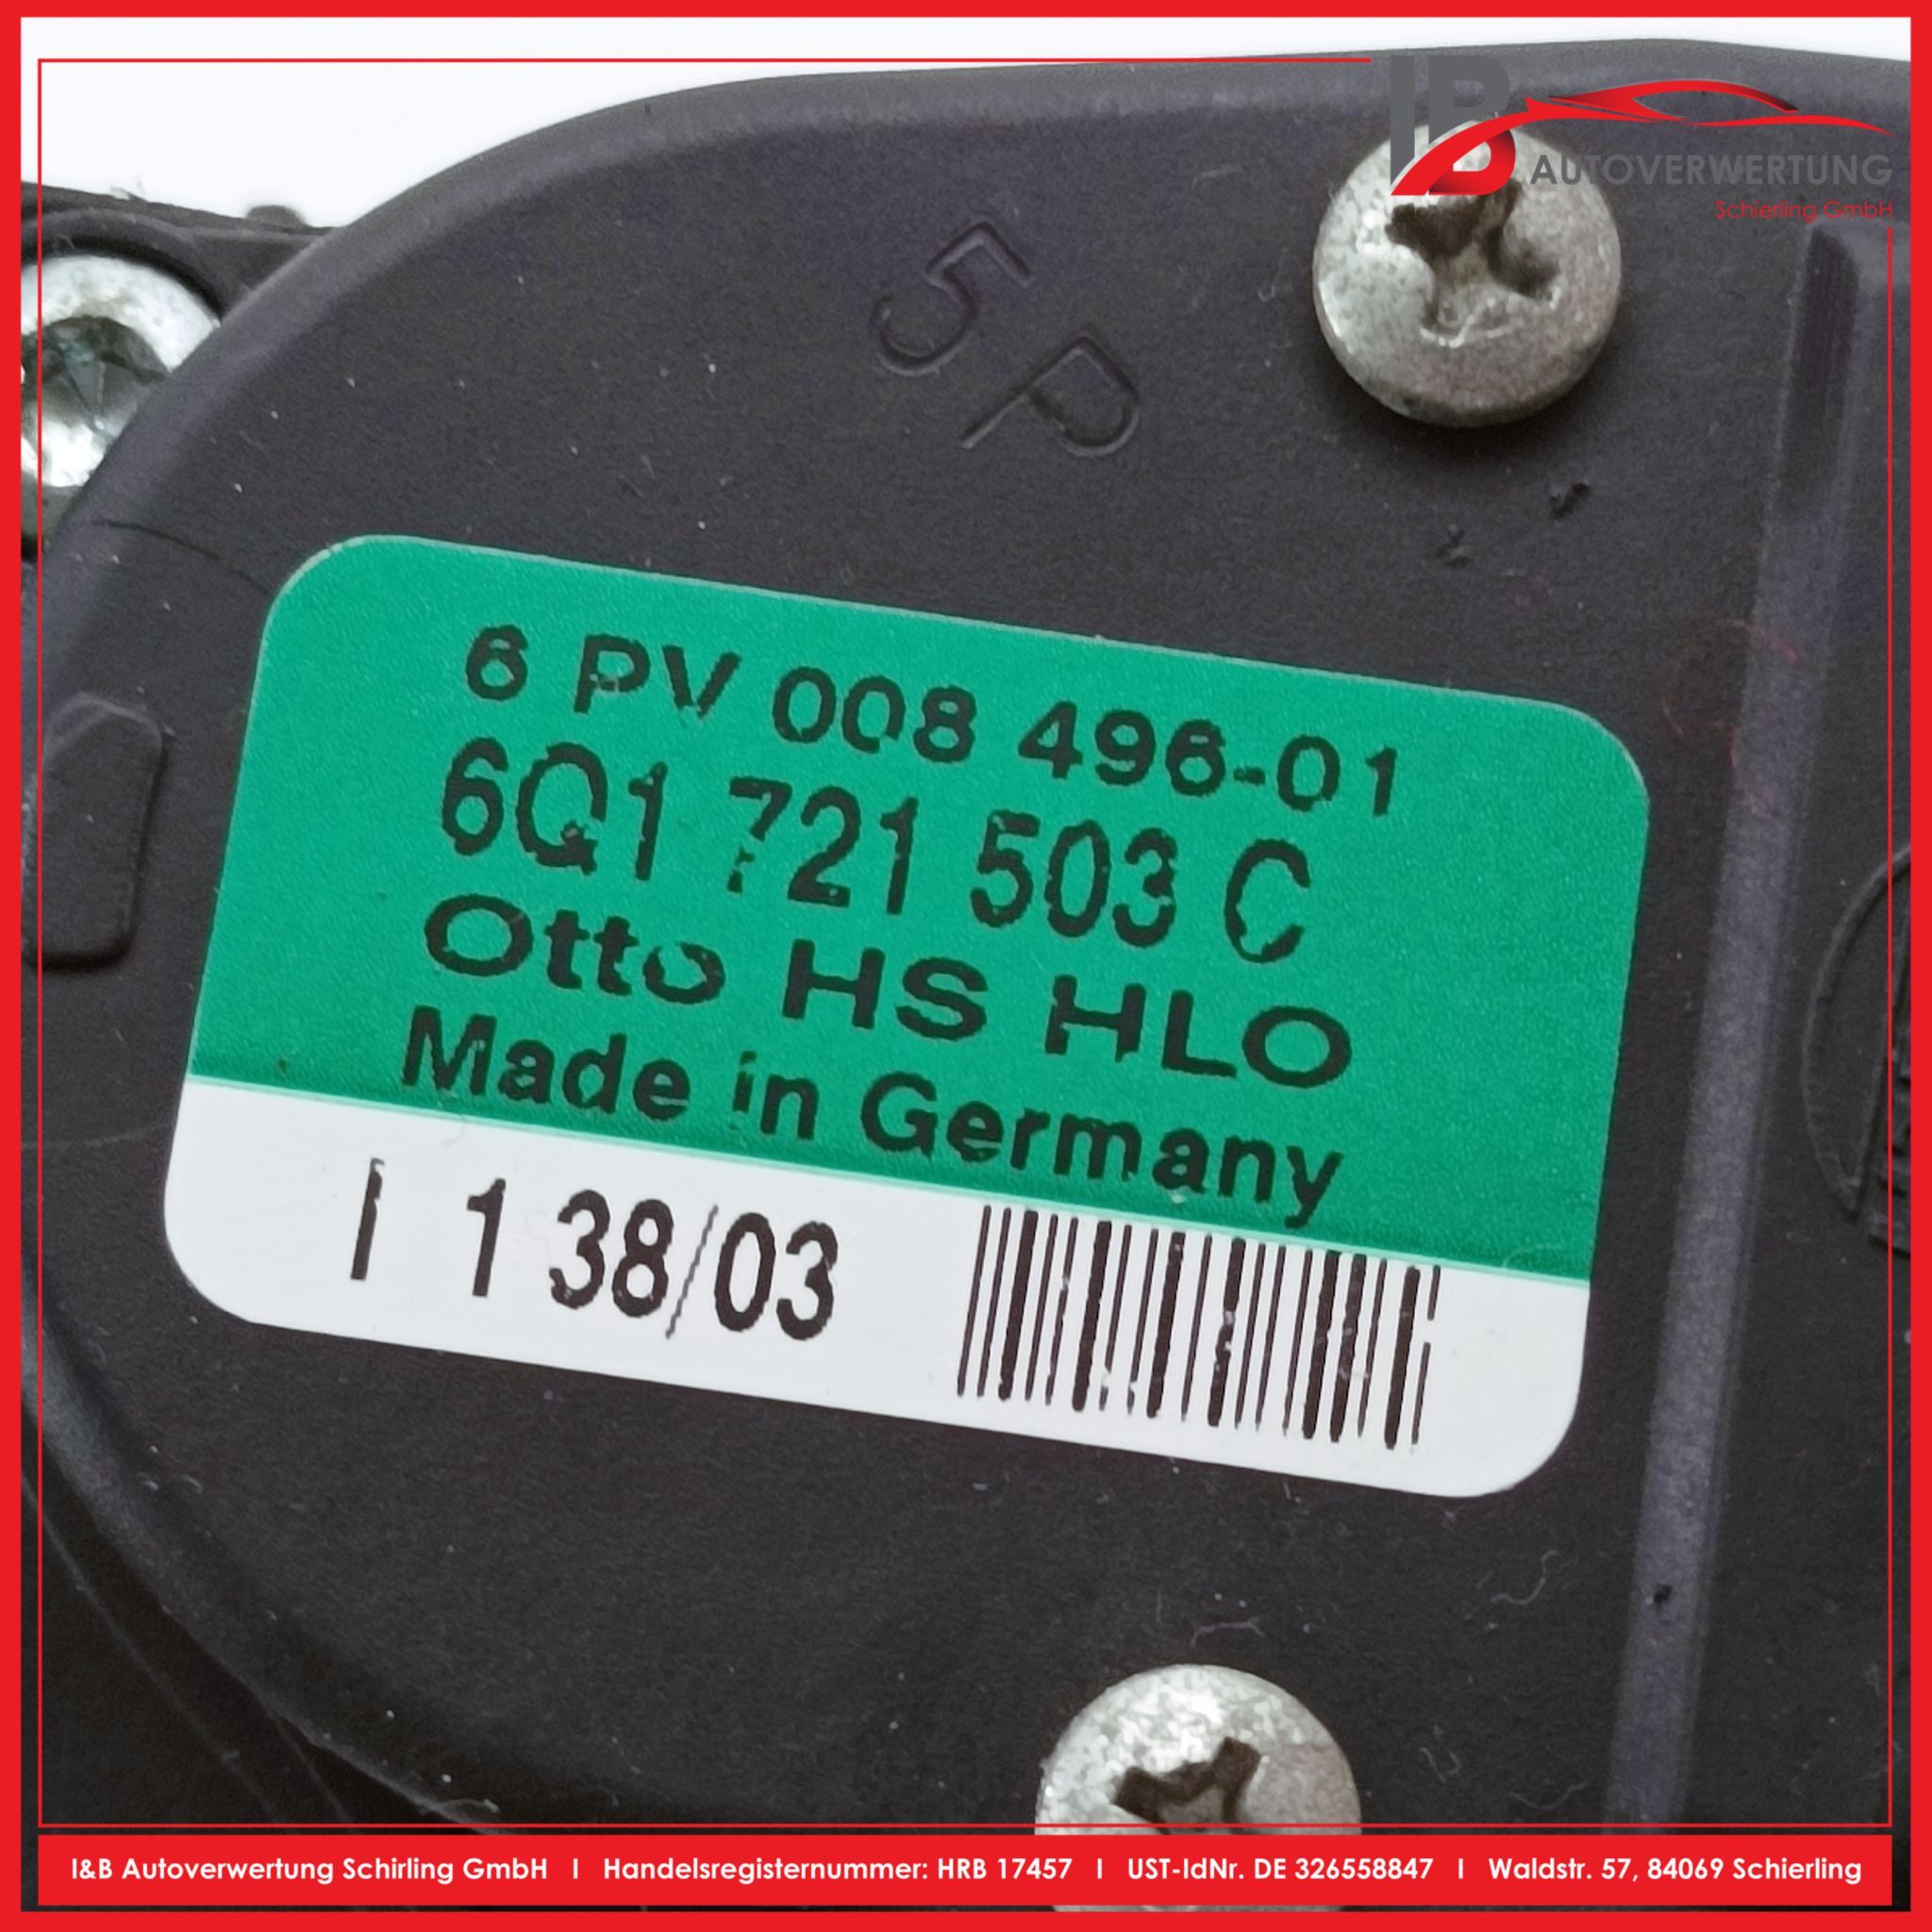 IB
AUTOVERWERTUNG
Schierling GmbH
5P
6 PV 008 496-01
6Q1 721 503 C
Otto HS HLO
Made in Germany
I 1 38/03
I&B Autoverwertung Schirling GmbH I Handelsregisternummer: HRB 17457 I UST-IdNr. DE 326558847 I Waldstr. 57, 84069 Schierling